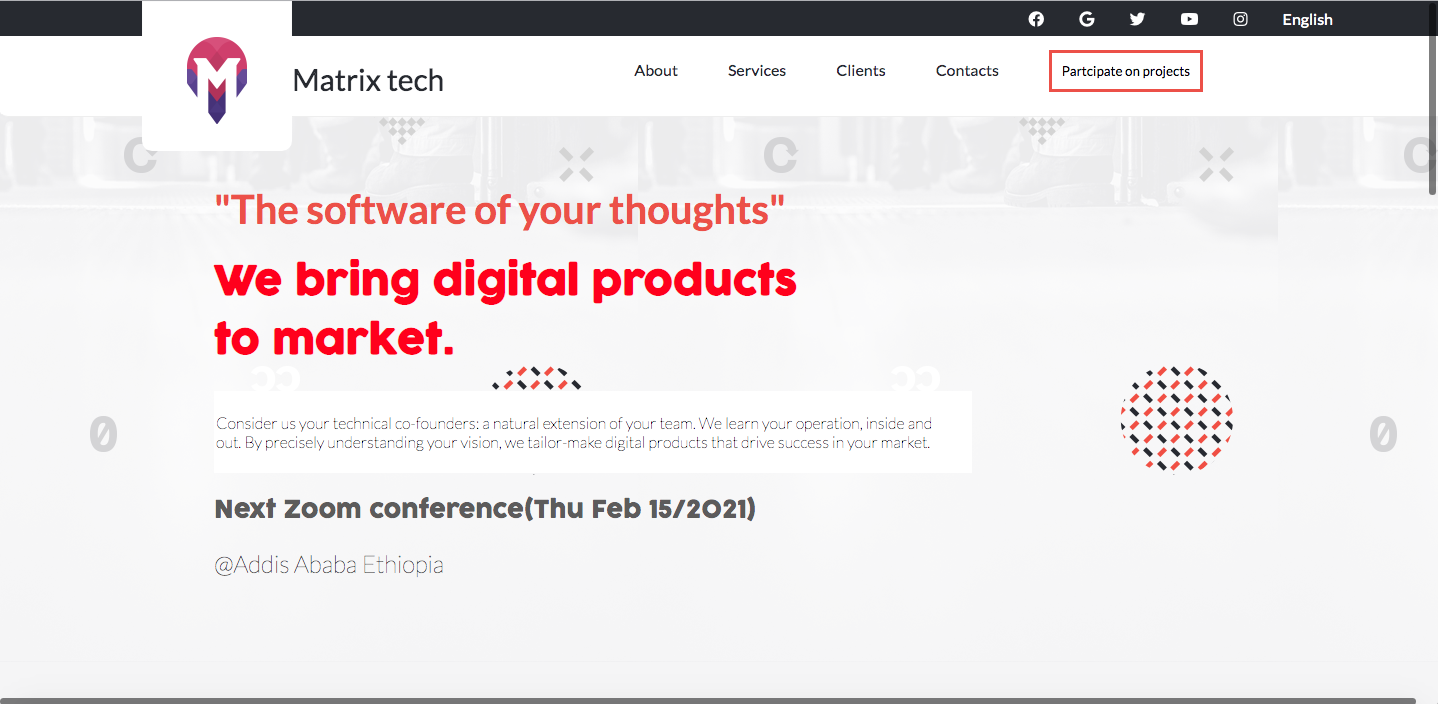 English
M
Matrix tech
About
Services
Clients
Contacts
Partcipate on projects
"The software of your thoughts"
We bring digital products
to market.
Consider us your technical co-founders: a natural extension of your team. We learn your operation, inside and
out. By precisely understanding your vision, we tailor-make digital products that drive success in your market.
Next Zoom conference(Thu Feb 15/2021)
@Addis Ababa Ethiopia
C
C
C
0
0